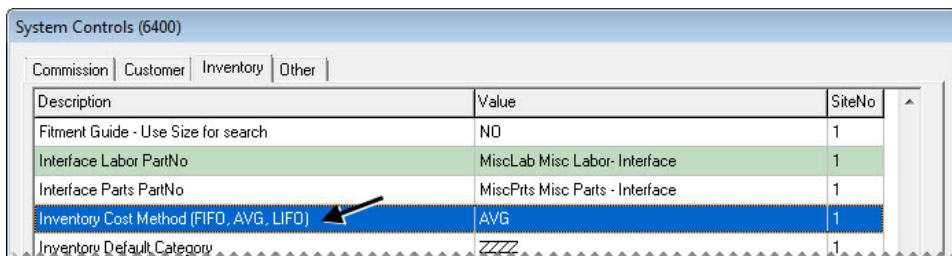 System Controls (6400)
Commission Customer Inventory Other
Description Value SiteNo
Fitment Guide - Use Size for search NO 1
Interface Labor PartNo MiscLab Misc Labor- Interface 1
Interface Parts PartNo MiscPrts Misc Parts - Interface 1
Inventory Cost Method (FIFO, AVG, LIFO) AVG 1
Inventory Default Category ZZZZ 1